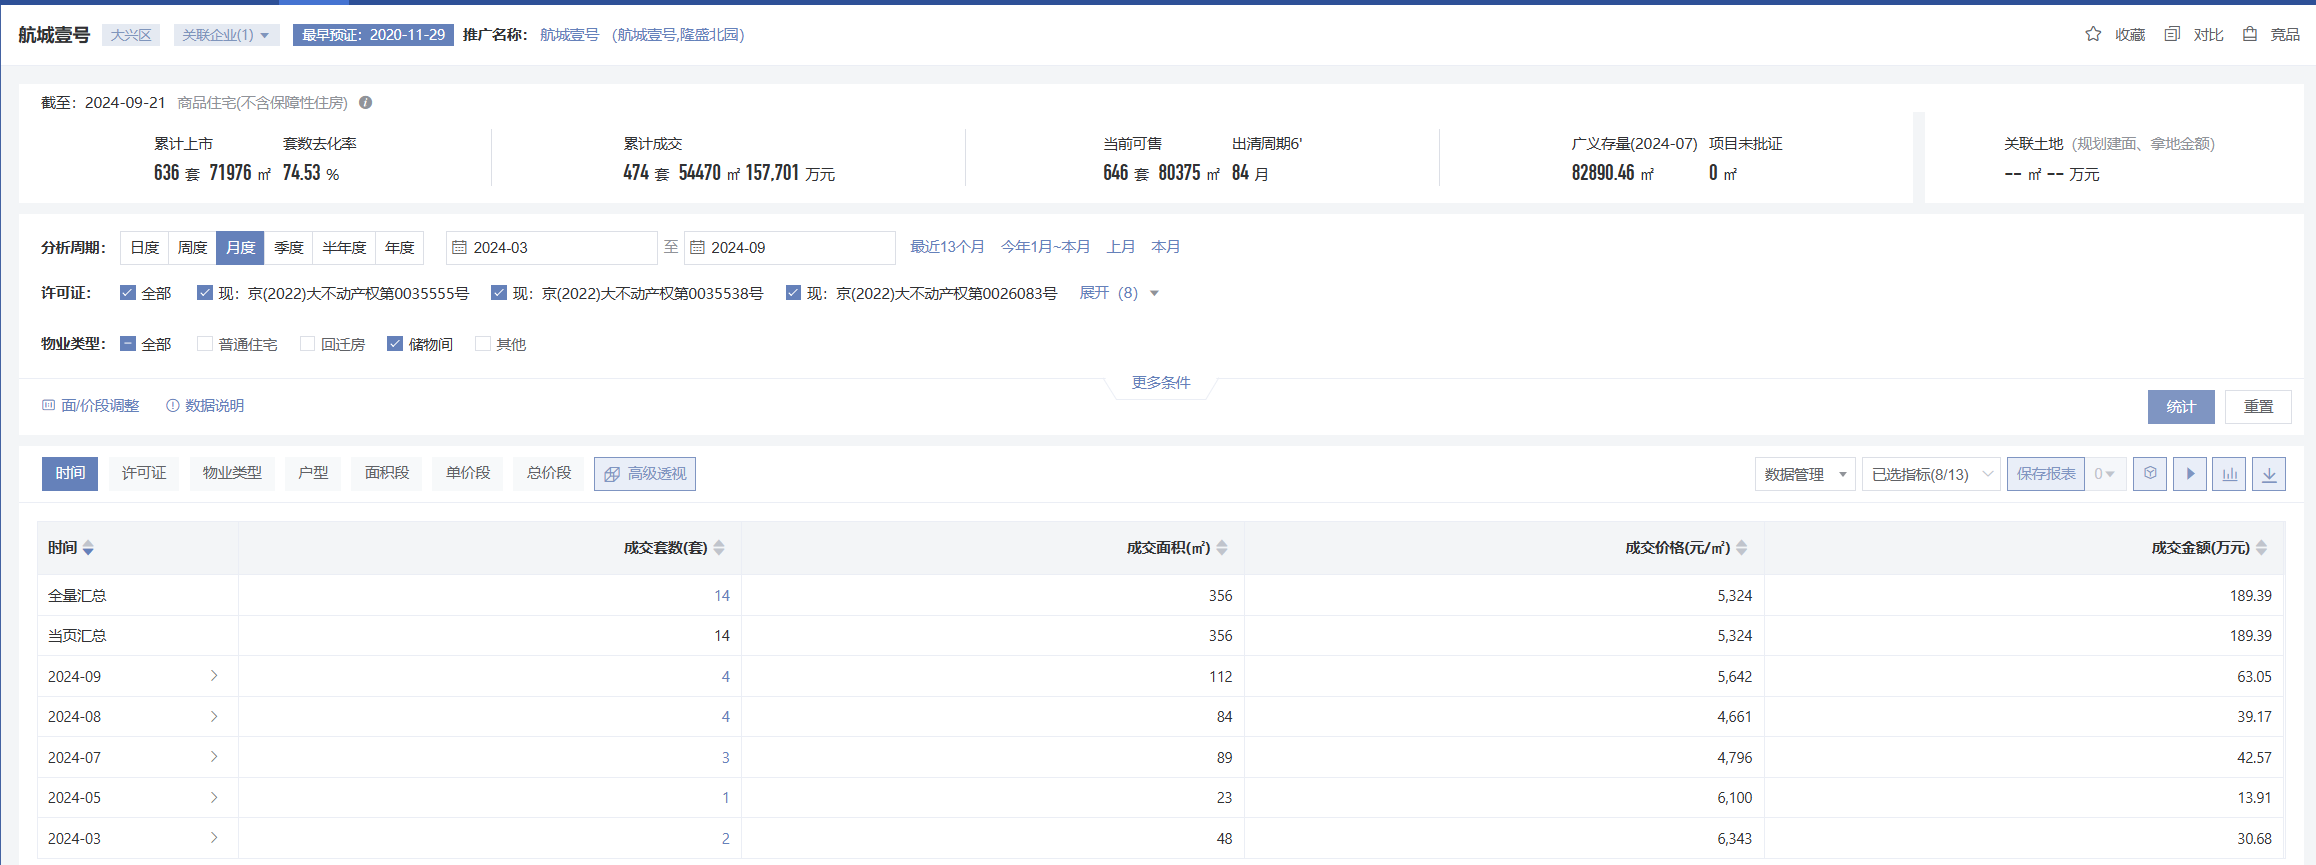 航城壹号 大兴区 关联企业(1) 最早预证：2020-11-29 推广名称： 航城壹号 (航城壹号,隆盛北园) 收藏 对比 竞品
截至：2024-09-21 商品住宅(不含保障性住房)
累计上市 套数去化率 累计成交 当前可售 出清周期6' 广义存量(2024-07) 项目未批证 关联土地 (规划建面、拿地金额)
636 套 71976 ㎡ 74.53 % 474 套 54470 ㎡ 157,701 万元 646 套 80375 ㎡ 84 月 82890.46 ㎡ 0 ㎡ -- ㎡ -- 万元
分析周期： 日度 周度 月度 季度 半年度 年度 2024-03 至 2024-09 最近13个月 今年1月~本月 上月 本月
许可证： 全部 现：京(2022)大不动产权第0035555号 现：京(2022)大不动产权第0035538号 现：京(2022)大不动产权第0026083号 展开 (8)
物业类型： 全部 普通住宅 回迁房 储物间 其他
更多条件
面/价段调整 数据说明 统计 重置
时间 许可证 物业类型 户型 面积段 单价段 总价段 高级透视 数据管理 已选指标(8/13) 保存报表 0
时间 成交套数(套) 成交面积(㎡) 成交价格(元/㎡) 成交金额(万元)
全量汇总 14 356 5,324 189.39
当页汇总 14 356 5,324 189.39
2024-09 4 112 5,642 63.05
2024-08 4 84 4,661 39.17
2024-07 3 89 4,796 42.57
2024-05 1 23 6,100 13.91
2024-03 2 48 6,343 30.68